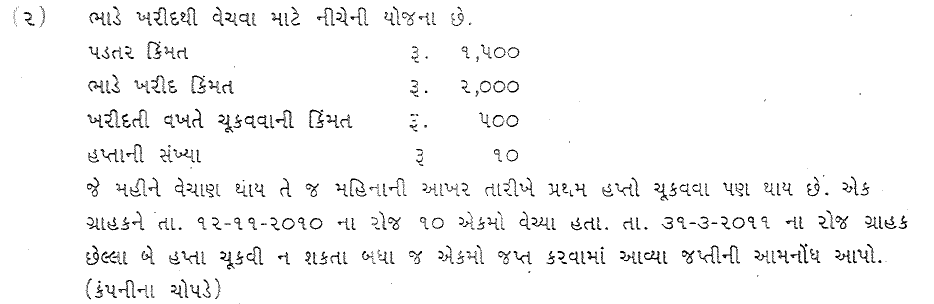 (૨) ભાડે ખરીદથી વેચવા માટે નીચેની યોજના છે.
પડતર કિંમત રૂ. ૧,૫૦૦
ભાડે ખરીદ કિંમત રૂ. ૨,૦૦૦
ખરીદતી વખતે ચૂકવવાની કિંમત રૂ. ૫૦૦
હપ્તાની સંખ્યા રૂ ૧૦
જે મહીને વેચાણ થાય તે જ મહિનાની આખર તારીખે પ્રથમ હપ્તો ચૂકવવા પણ થાય છે. એક
ગ્રાહકને તા. ૧૨-૧૧-૨૦૧૦ ના રોજ ૧૦ એકમો વેચ્યા હતા. તા. ૩૧-૩-૨૦૧૧ ના રોજ ગ્રાહક
છેલ્લા બે હપ્તા ચૂકવી ન શકતા બધા જ એકમો જપ્ત કરવામાં આવ્યા જપ્તીની આમનોંધ આપો.
(કંપનીના ચોપડે)